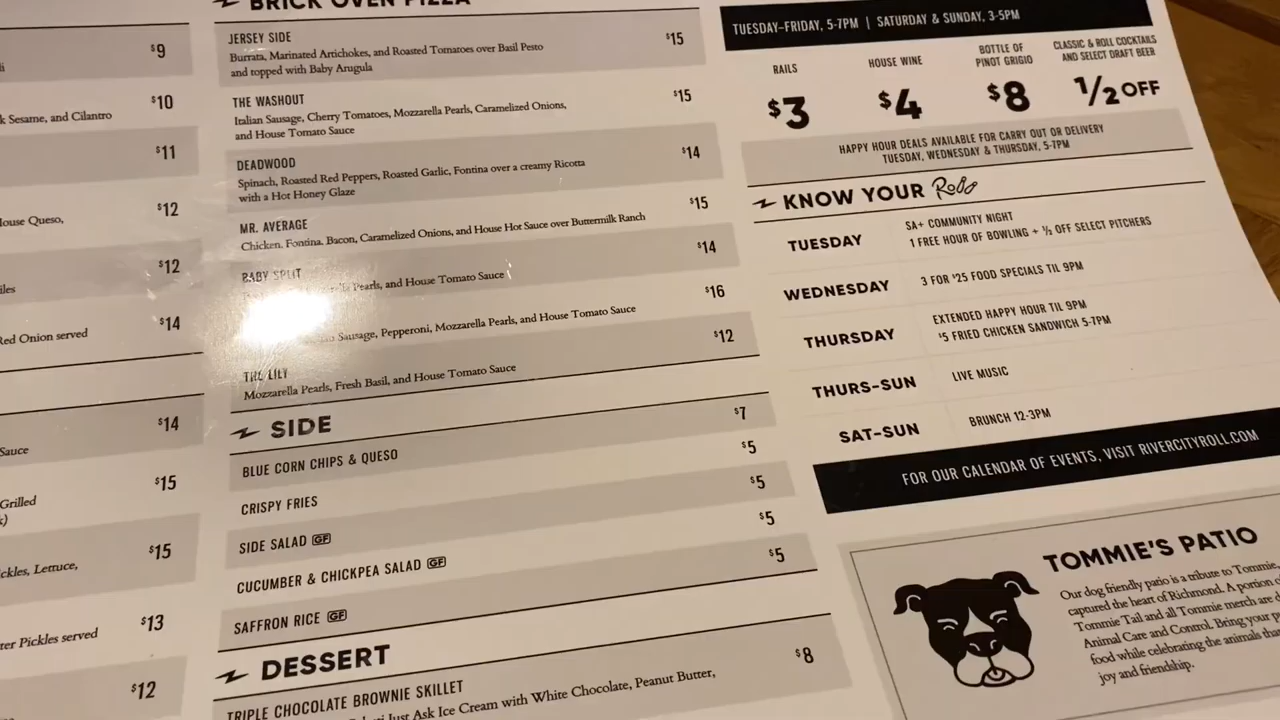 $9
$10
k Sesame, and Cilantro
$11
$12
ouse Queso,
$12
iles
$14
Red Onion served
$14
Sauce
$15
Grilled
$15
ckles, Lettuce,
$13
rer Pickles served
$12
BRICK OVEN PIZZA
JERSEY SIDE $15
Burrata, Marinated Artichokes, and Roasted Tomatoes over Basil Pesto
and topped with Baby Arugula
THE WASHOUT $15
Italian Sausage, Cherry Tomatoes, Mozzarella Pearls, Caramelized Onions,
and House Tomato Sauce
DEADWOOD $14
Spinach, Roasted Red Peppers, Roasted Garlic, Fontina over a creamy Ricotta
with a Hot Honey Glaze
MR. AVERAGE $15
Chicken, Fontina, Bacon, Caramelized Onions, and House Hot Sauce over Buttermilk Ranch
BABY SPLIT $14
Pearls, and House Tomato Sauce
$16
Sausage, Pepperoni, Mozzarella Pearls, and House Tomato Sauce
THE LILY $12
Mozzarella Pearls, Fresh Basil, and House Tomato Sauce
SIDE
BLUE CORN CHIPS & QUESO $7
CRISPY FRIES $5
SIDE SALAD GF $5
CUCUMBER & CHICKPEA SALAD GF $5
SAFFRON RICE GF $5
DESSERT
TRIPLE CHOCOLATE BROWNIE SKILLET $8
Just Ask Ice Cream with White Chocolate, Peanut Butter,
TUESDAY–FRIDAY, 5-7PM | SATURDAY & SUNDAY, 3-5PM
RAILS
$3
HOUSE WINE
$4
BOTTLE OF
PINOT GRIGIO
$8
CLASSIC & ROLL COCKTAILS
AND SELECT DRAFT BEER
1/2 OFF
HAPPY HOUR DEALS AVAILABLE FOR CARRY OUT OR DELIVERY
TUESDAY, WEDNESDAY & THURSDAY, 5-7PM
KNOW YOUR Rolls
TUESDAY
SA+ COMMUNITY NIGHT
1 FREE HOUR OF BOWLING + ½ OFF SELECT PITCHERS
WEDNESDAY
3 FOR $25 FOOD SPECIALS TIL 9PM
THURSDAY
EXTENDED HAPPY HOUR TIL 9PM
$5 FRIED CHICKEN SANDWICH 5-7PM
THURS-SUN
LIVE MUSIC
SAT-SUN
BRUNCH 12-3PM
FOR OUR CALENDAR OF EVENTS, VISIT RIVERCITYROLL.COM
TOMMIE'S PATIO
Our dog friendly patio is a tribute to Tommie,
captured the heart of Richmond. A portion o
Tommie Tail and all Tommie merch are d
Animal Care and Control. Bring your p
food while celebrating the animals tha
joy and friendship.